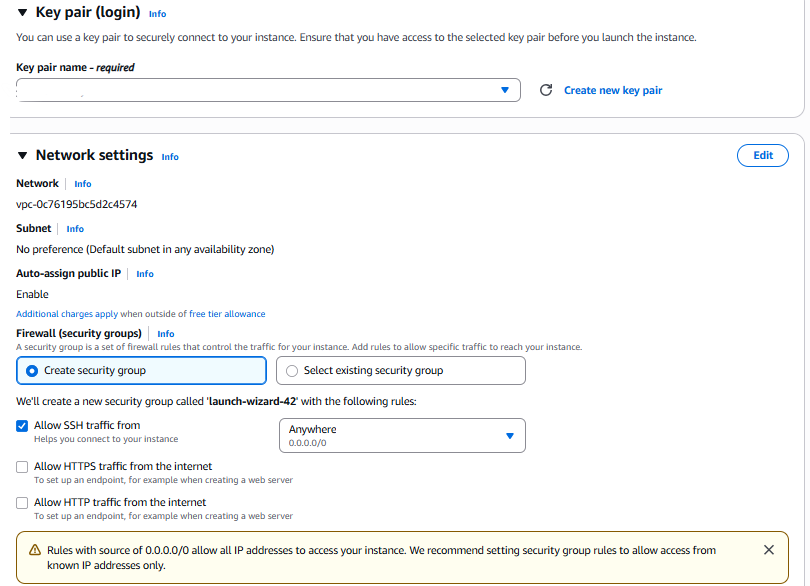 Key pair (login) Info
You can use a key pair to securely connect to your instance. Ensure that you have access to the selected key pair before you launch the instance.
Key pair name - required
Create new key pair
Network settings Info
Edit
Network Info
vpc-0c76195bc5d2c4574
Subnet Info
No preference (Default subnet in any availability zone)
Auto-assign public IP Info
Enable
Additional charges apply when outside of free tier allowance
Firewall (security groups) Info
A security group is a set of firewall rules that control the traffic for your instance. Add rules to allow specific traffic to reach your instance.
Create security group
Select existing security group
We'll create a new security group called 'launch-wizard-42' with the following rules:
Allow SSH traffic from
Helps you connect to your instance
Anywhere
0.0.0.0/0
Allow HTTPS traffic from the internet
To set up an endpoint, for example when creating a web server
Allow HTTP traffic from the internet
To set up an endpoint, for example when creating a web server
Rules with source of 0.0.0.0/0 allow all IP addresses to access your instance. We recommend setting security group rules to allow access from
known IP addresses only.